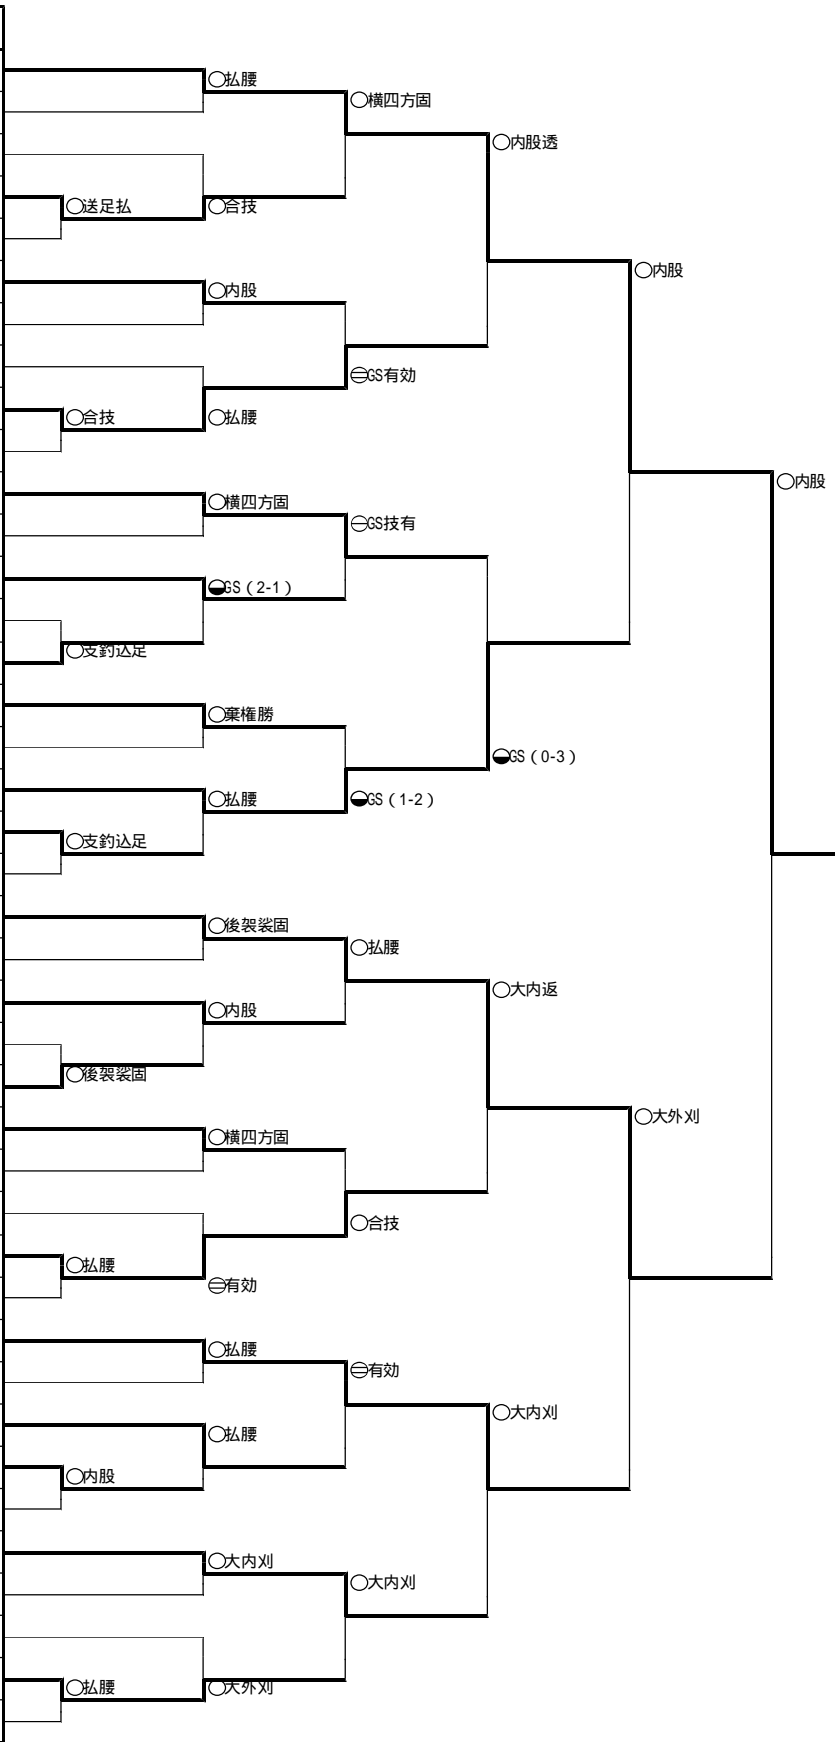 ○払腰
○横四方固
○内股透
○送足払
○合技
○内股
○内股
⊜GS有効
○合技
○払腰
○内股
○横四方固
⊖GS技有
◒GS(2-1)
○支釣込足
○棄権勝
◒GS(0-3)
○払腰
◒GS(1-2)
○支釣込足
○後袈裟固
○払腰
○大内返
○内股
○後袈裟固
○大外刈
○横四方固
○合技
○払腰
⊜有効
○払腰
⊜有効
○大内刈
○払腰
○内股
○大内刈
○大内刈
○払腰
○大外刈